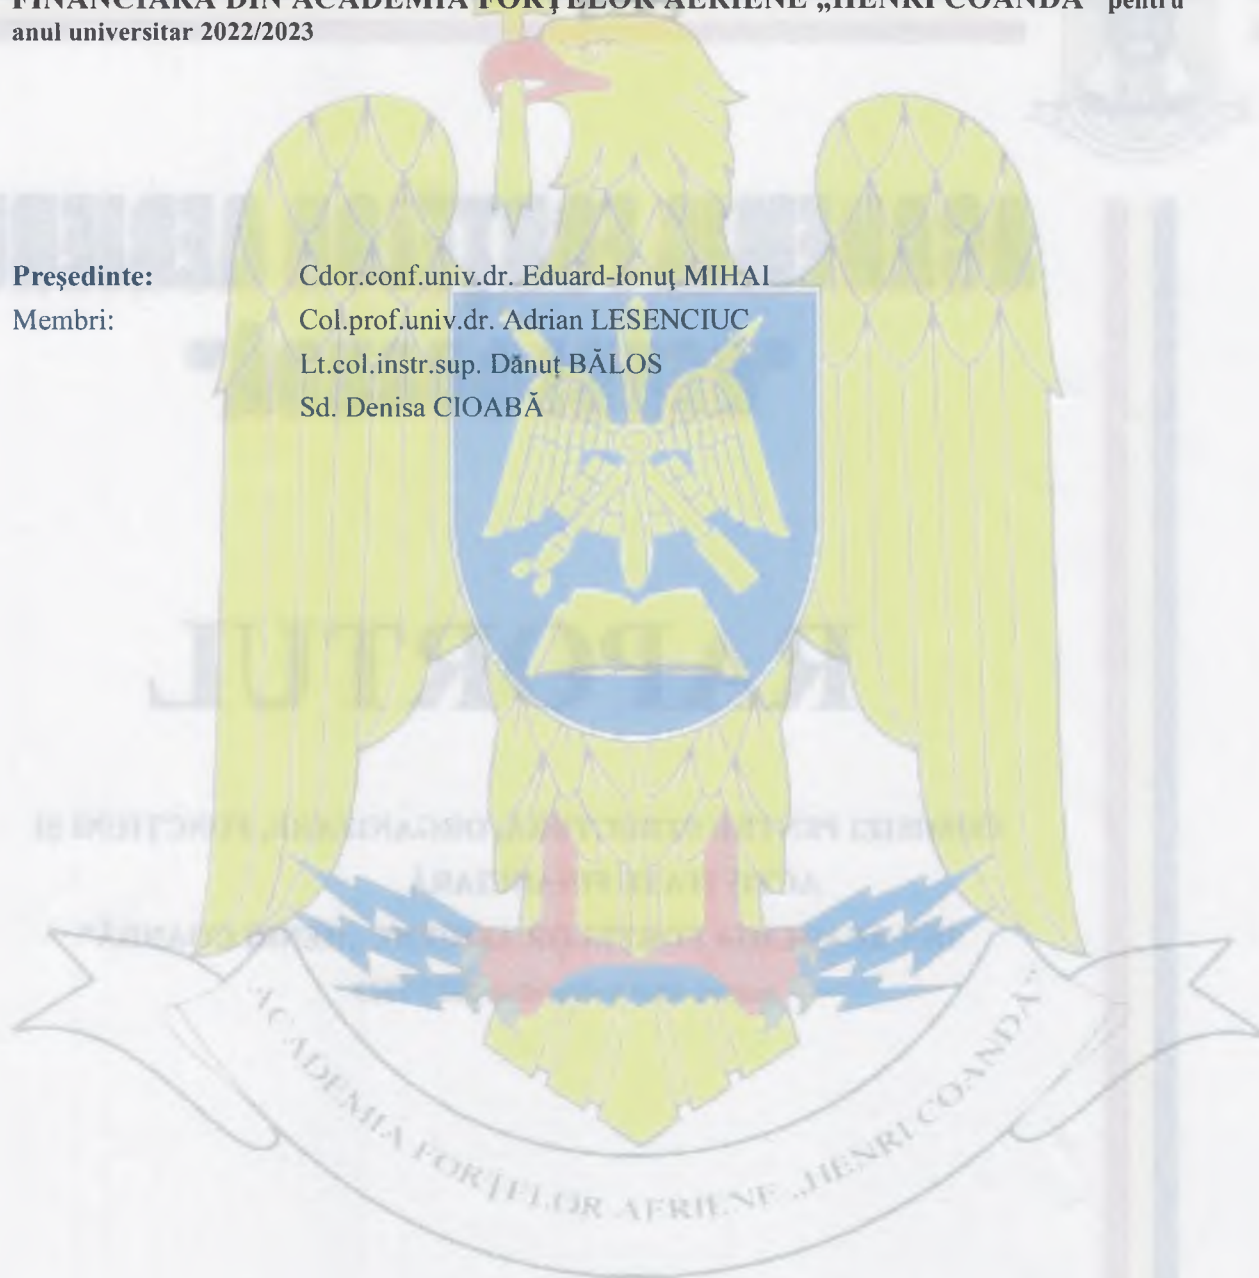 FINANCIARĂ DIN ACADEMIA FORȚELOR AERIENE „HENRI COANDĂ” pentru
anul universitar 2022/2023
Președinte: Cdor.conf.univ.dr. Eduard-Ionuț MIHAI
Membri: Col.prof.univ.dr. Adrian LESENCIUC
Lt.col.instr.sup. Dănuț BĂLOS
Sd. Denisa CIOABĂ
ACADEMIA FORȚELOR AERIENE „HENRI COANDĂ”